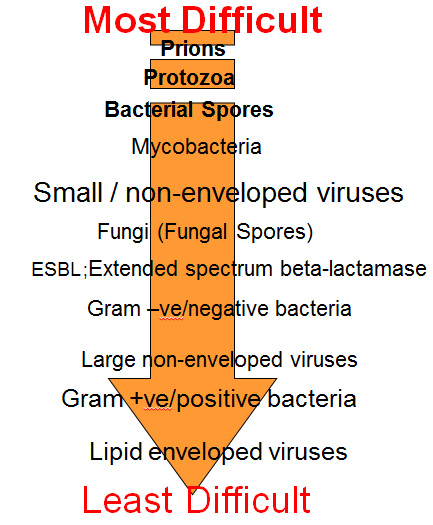 Most Difficult
Prions
Protozoa
Bacterial Spores
Mycobacteria
Small / non-enveloped viruses
Fungi (Fungal Spores)
ESBL;Extended spectrum beta-lactamase
Gram –ve/negative bacteria
Large non-enveloped viruses
Gram +ve/positive bacteria
Lipid enveloped viruses
Least Difficult